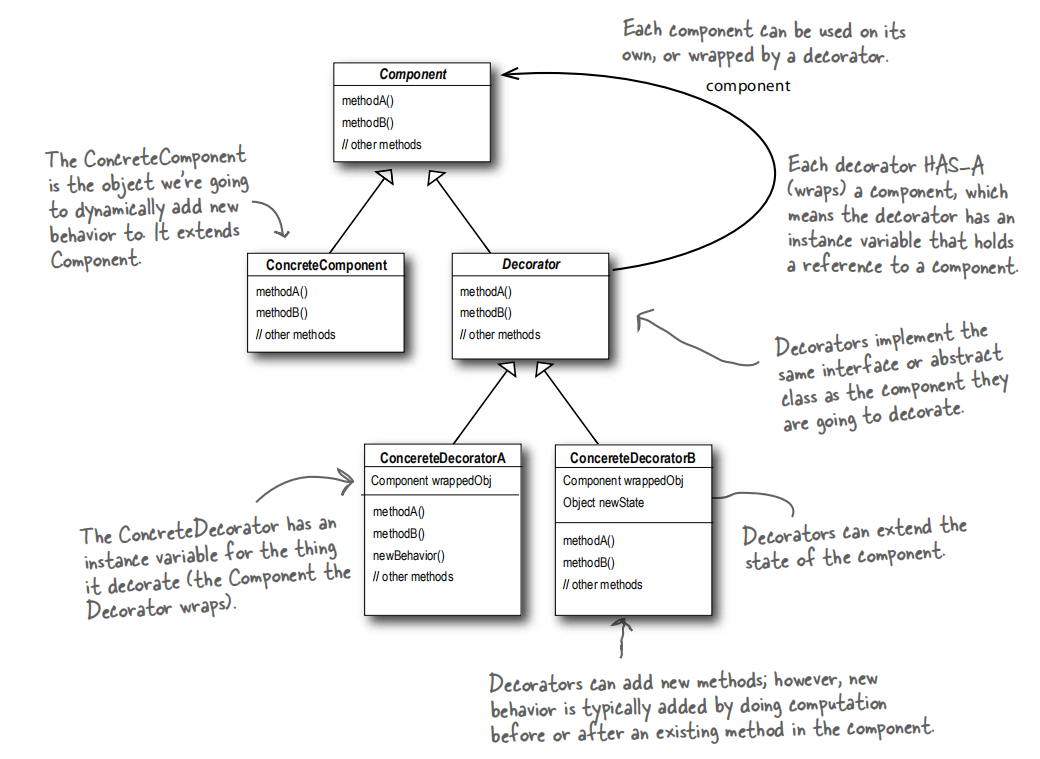 Each component can be used on its
own, or wrapped by a decorator.
component
Component
methodA()
methodB()
// other methods
The ConcreteComponent
is the object we're going
to dynamically add new
behavior to. It extends
Component.
Each decorator HAS-A
(wraps) a component, which
means the decorator has an
instance variable that holds
a reference to a component.
ConcreteComponent
methodA()
methodB()
// other methods
Decorator
methodA()
methodB()
// other methods
Decorators implement the
same interface or abstract
class as the component they
are going to decorate.
ConcereteDecoratorA
Component wrappedObj
methodA()
methodB()
newBehavior()
// other methods
ConcereteDecoratorB
Component wrappedObj
Object newState
methodA()
methodB()
// other methods
The ConcreteDecorator has an
instance variable for the thing
it decorate (the Component the
Decorator wraps).
Decorators can extend the
state of the component.
Decorators can add new methods; however, new
behavior is typically added by doing computation
before or after an existing method in the component.